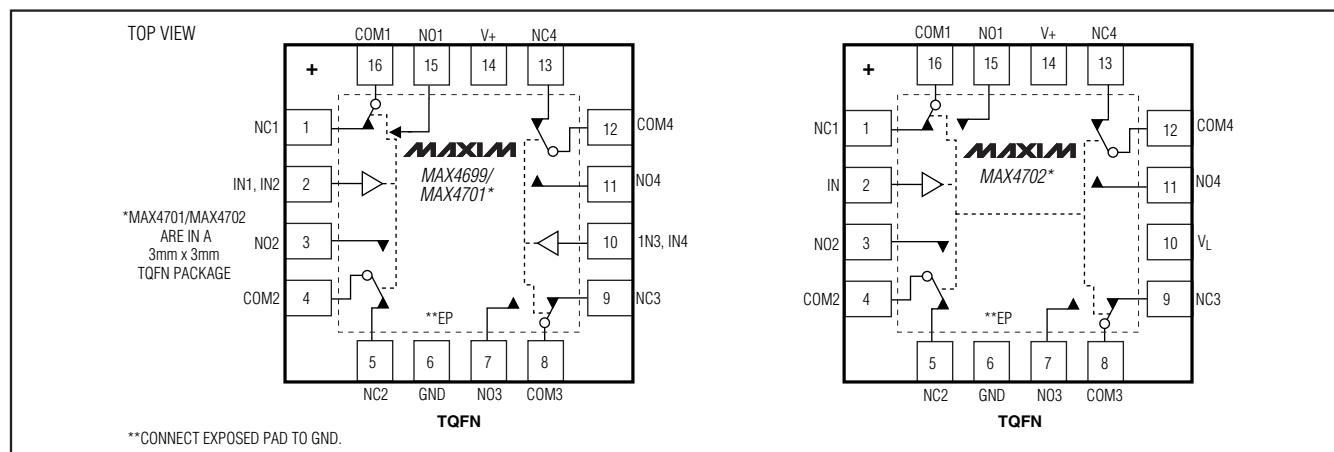 TOP VIEW
COM1 NO1 V+ NC4
16 15 14 13
+
NC1 1
12 COM4
MAXIM
MAX4699/
MAX4701*
IN1, IN2 2
11 NO4
*MAX4701/MAX4702
ARE IN A
3mm x 3mm
TQFN PACKAGE
NO2 3
10 1N3, IN4
COM2 4
9 NC3
**EP
5 6 7 8
NC2 GND NO3 COM3
TQFN
**CONNECT EXPOSED PAD TO GND.
COM1 NO1 V+ NC4
16 15 14 13
+
NC1 1
12 COM4
MAXIM
MAX4702*
IN 2
11 NO4
NO2 3
10 VL
COM2 4
9 NC3
**EP
5 6 7 8
NC2 GND NO3 COM3
TQFN